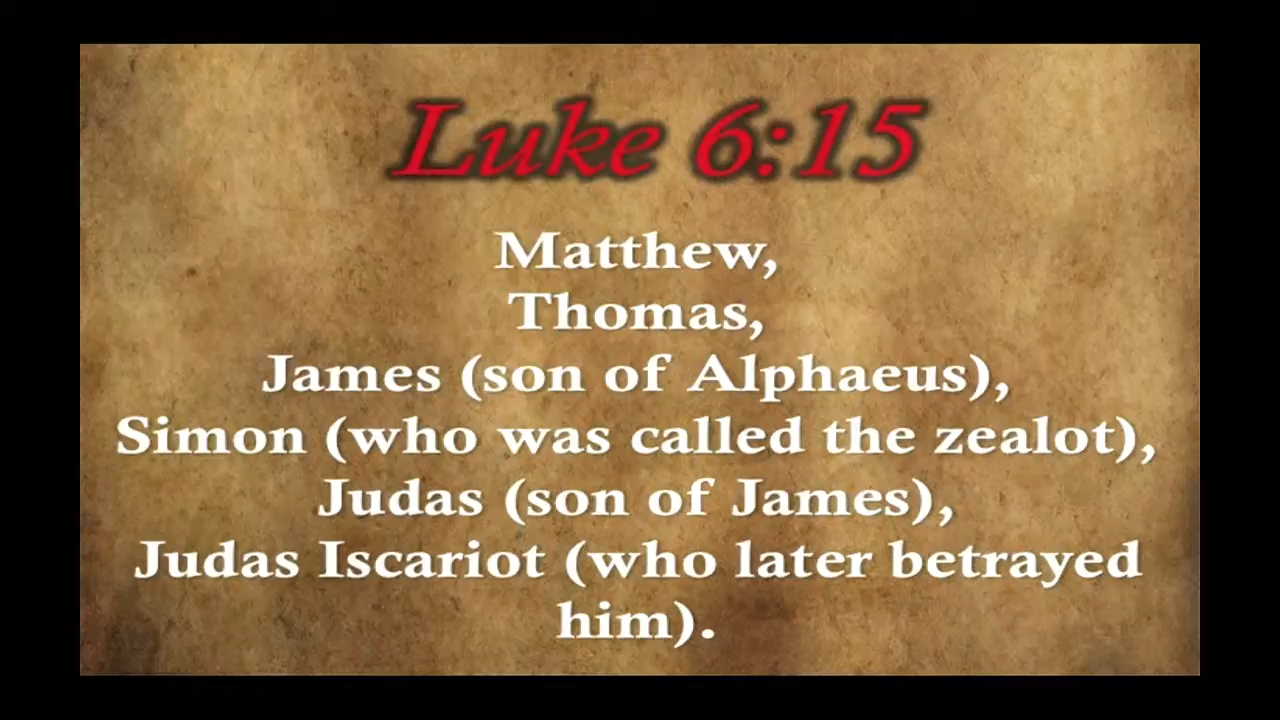 Luke 6:15
Matthew,
Thomas,
James (son of Alphaeus),
Simon (who was called the zealot),
Judas (son of James),
Judas Iscariot (who later betrayed
him).